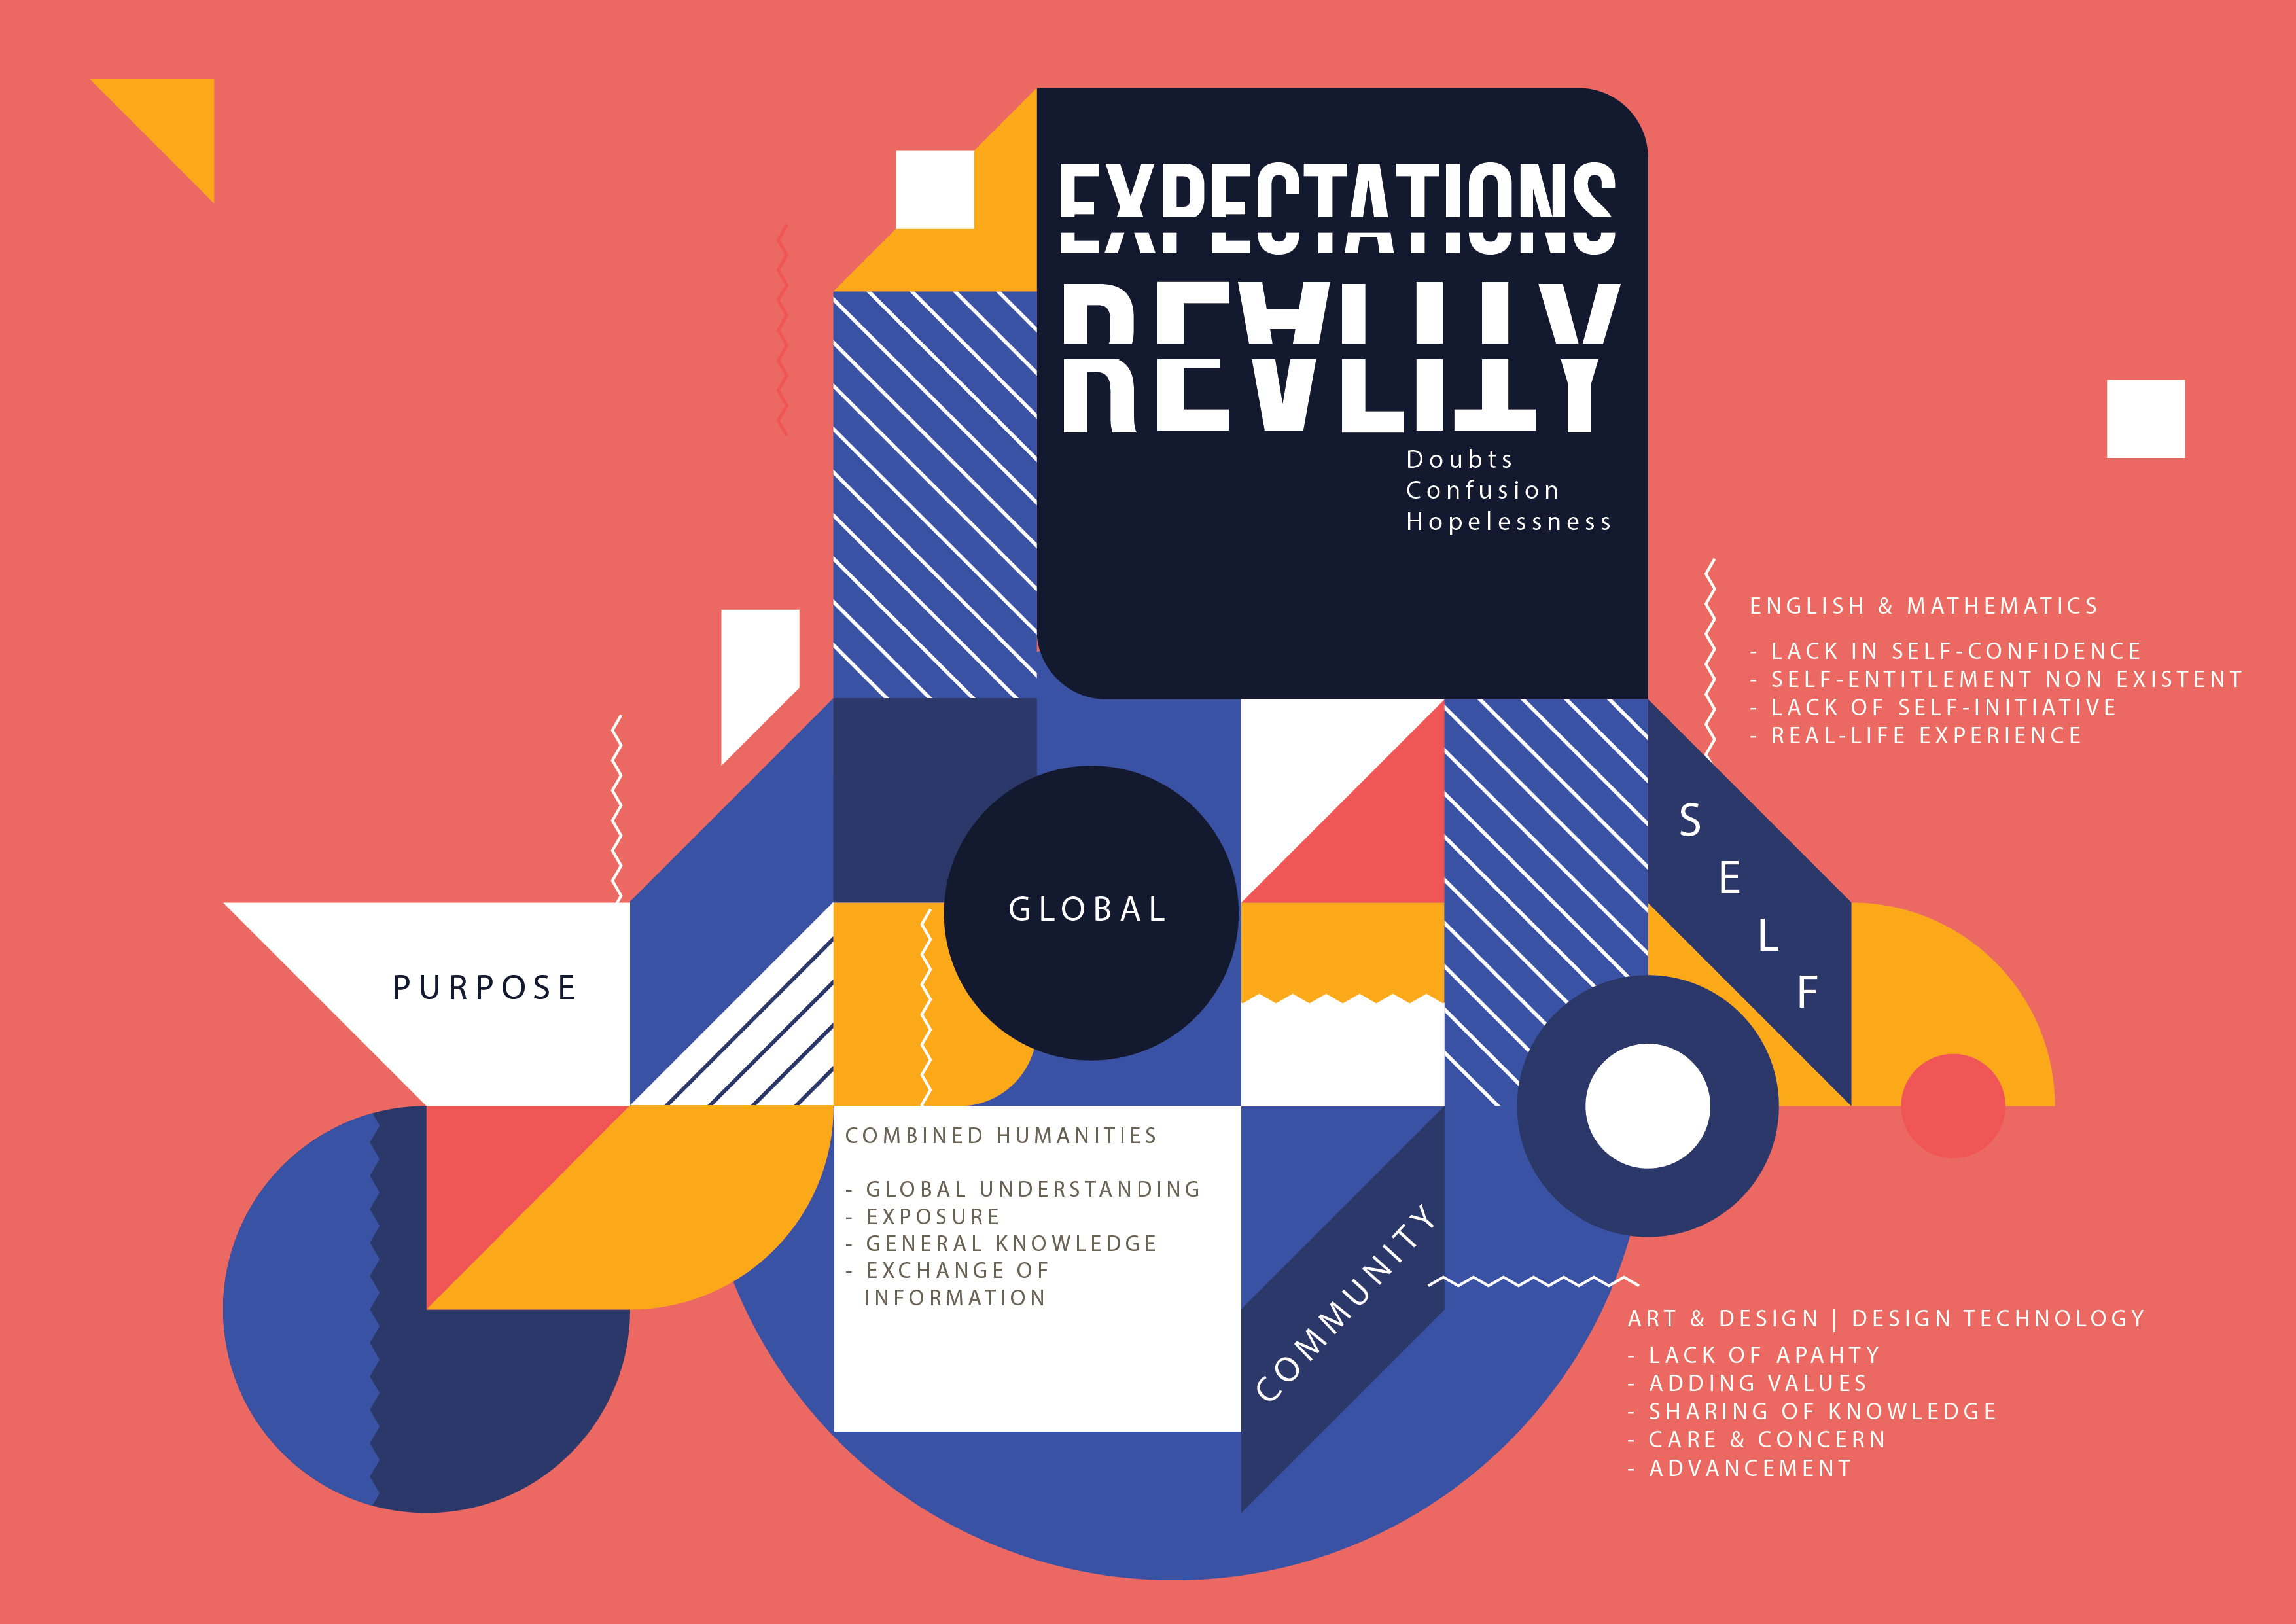 EXPECTATIONS
REALITY
Doubts
Confusion
Hopelessness
ENGLISH & MATHEMATICS
- LACK IN SELF-CONFIDENCE
- SELF-ENTITLEMENT NON EXISTENT
- LACK OF SELF-INITIATIVE
- REAL-LIFE EXPERIENCE
SELF
GLOBAL
PURPOSE
COMBINED HUMANITIES
- GLOBAL UNDERSTANDING
- EXPOSURE
- GENERAL KNOWLEDGE
- EXCHANGE OF
INFORMATION
COMMUNITY
ART & DESIGN | DESIGN TECHNOLOGY
- LACK OF APAHTY
- ADDING VALUES
- SHARING OF KNOWLEDGE
- CARE & CONCERN
- ADVANCEMENT